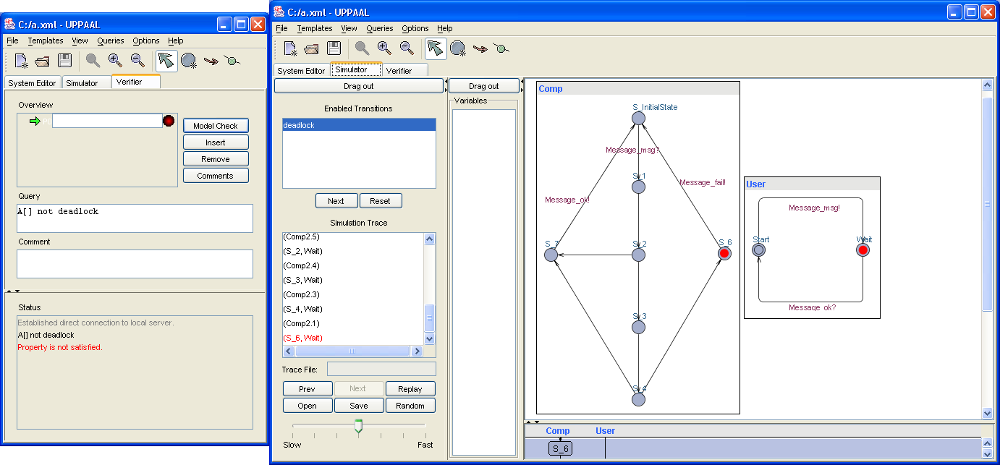 C:/a.xml - UPPAAL
File Templates View Queries Options Help
System Editor Simulator Verifier
Overview
Model Check
Insert
Remove
Comments
Query
A[] not deadlock
Comment
Status
Established direct connection to local server.
A[] not deadlock
Property is not satisfied.
C:/a.xml - UPPAAL
File Templates View Queries Options Help
System Editor Simulator Verifier
Drag out
Enabled Transitions
deadlock
Next Reset
Simulation Trace
(Comp2.5)
(S_2, Wait)
(Comp2.4)
(S_3, Wait)
(Comp2.3)
(S_4, Wait)
(Comp2.1)
(S_6, Wait)
Trace File:
Prev Next Replay
Open Save Random
Slow Fast
Drag out
Variables
Comp
S_InitialState
Message_msg?
S_1
Message_fail!
Message_ok!
S_7
S_2
S_6
S_3
S_4
User
Message_msg!
Start
Wait
Message_ok?
Comp User
S_6